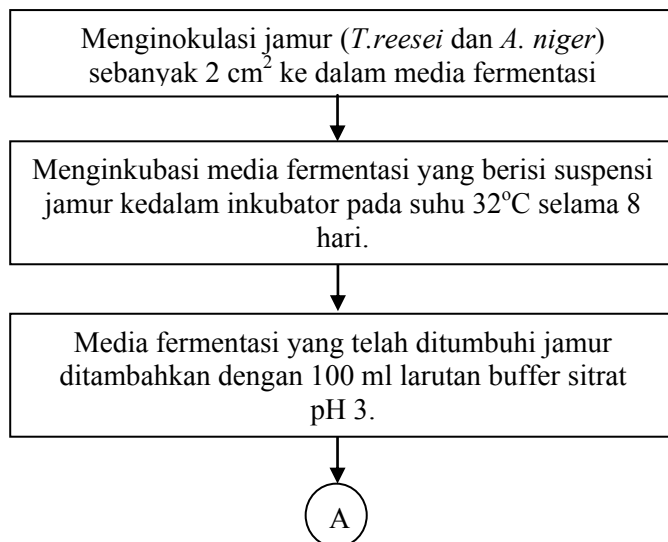 Menginokulasi jamur (T.reesei dan A. niger)
sebanyak 2 cm² ke dalam media fermentasi
Menginkubasi media fermentasi yang berisi suspensi
jamur kedalam inkubator pada suhu 32°C selama 8
hari.
Media fermentasi yang telah ditumbuhi jamur
ditambahkan dengan 100 ml larutan buffer sitrat
pH 3.
A